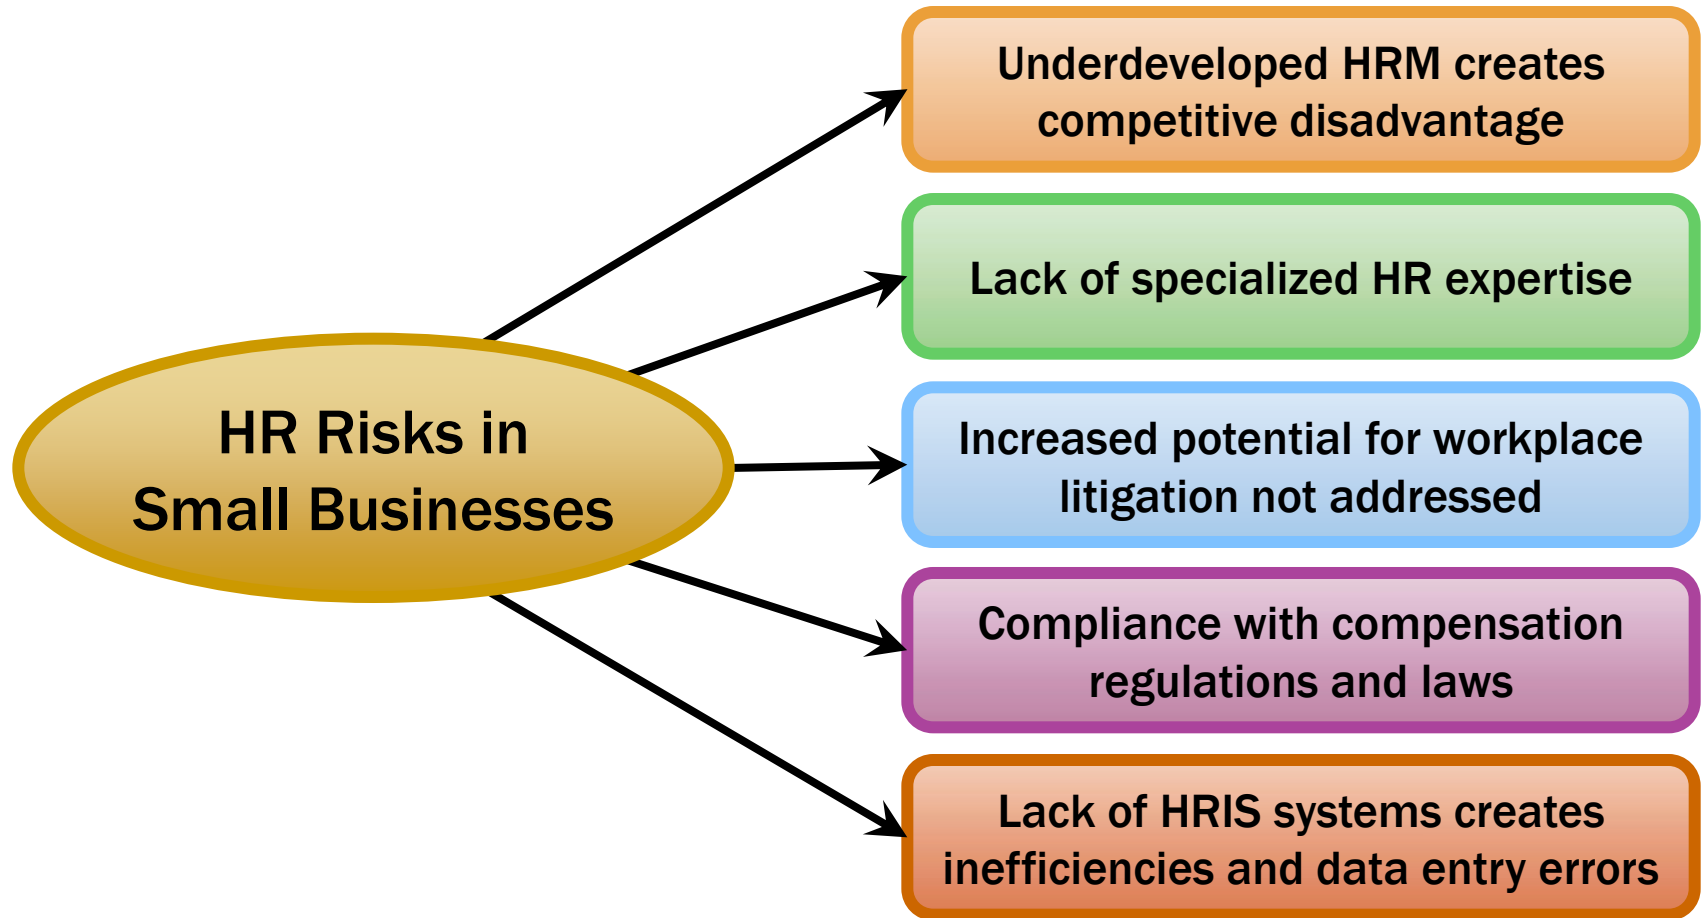 HR Risks in
Small Businesses
Underdeveloped HRM creates
competitive disadvantage
Lack of specialized HR expertise
Increased potential for workplace
litigation not addressed
Compliance with compensation
regulations and laws
Lack of HRIS systems creates
inefficiencies and data entry errors